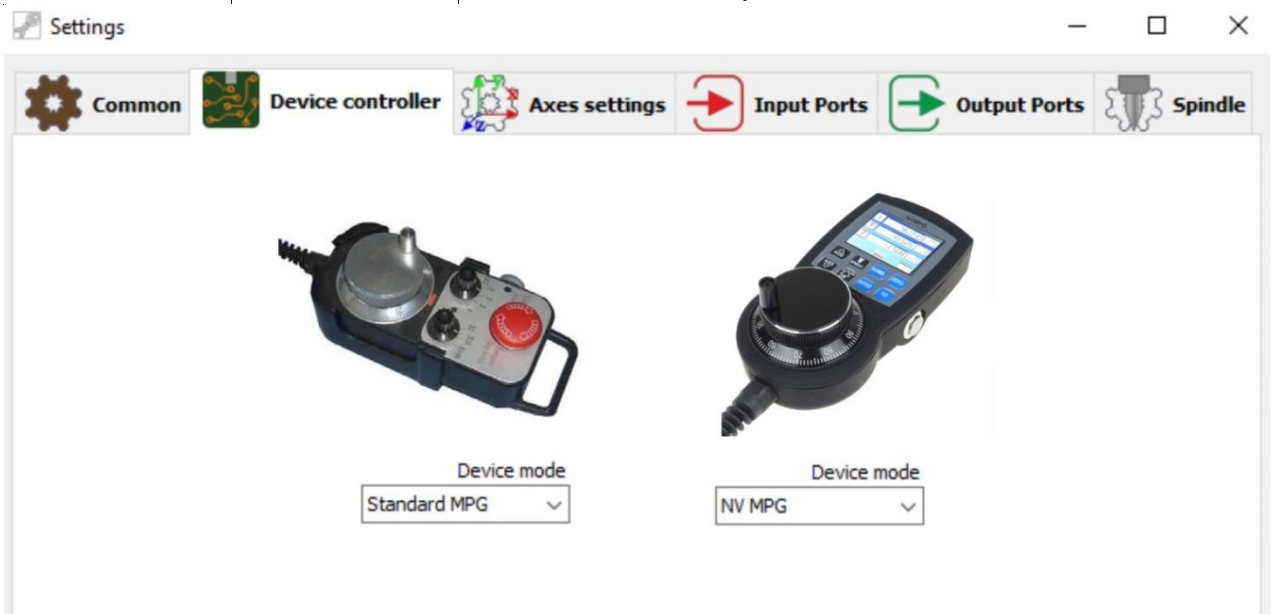 Settings
Common
Device controller
Axes settings
Input Ports
Output Ports
Spindle
Device mode
Standard MPG
Device mode
NV MPG